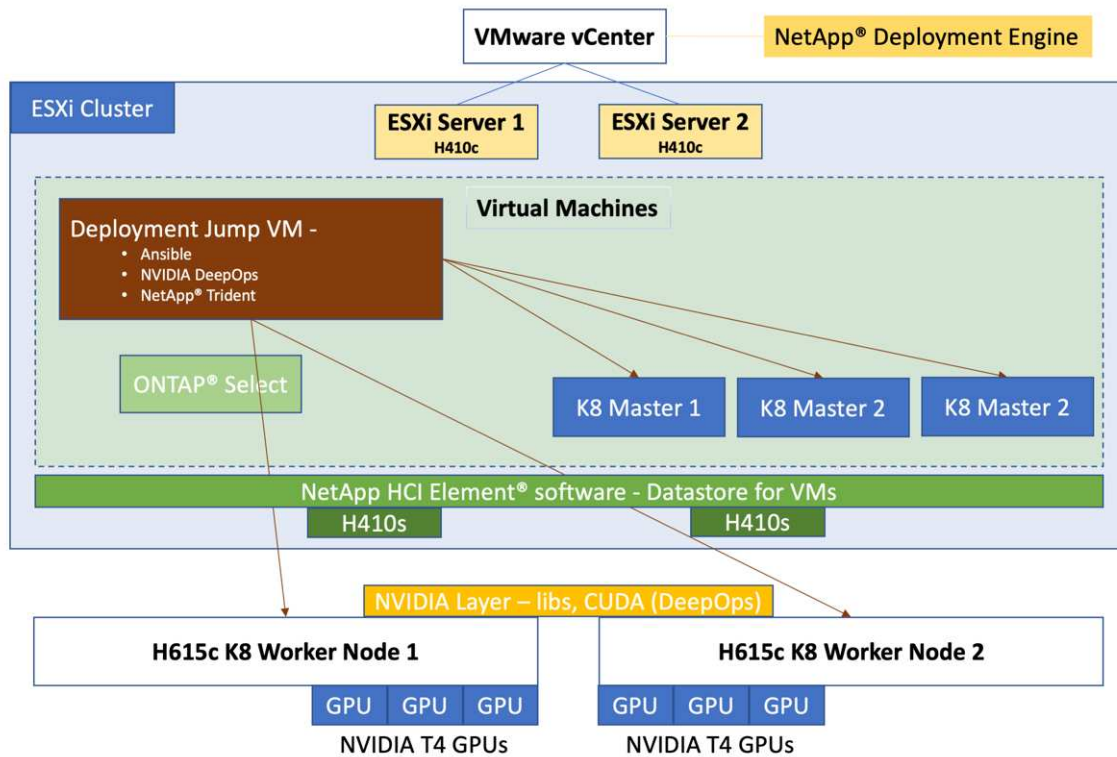 VMware vCenter
NetApp® Deployment Engine
ESXi Cluster
ESXi Server 1
H410c
ESXi Server 2
H410c
Virtual Machines
Deployment Jump VM -
• Ansible
• NVIDIA DeepOps
• NetApp® Trident
ONTAP® Select
K8 Master 1
K8 Master 2
K8 Master 2
NetApp HCI Element® software - Datastore for VMs
H410s
H410s
NVIDIA Layer – libs, CUDA (DeepOps)
H615c K8 Worker Node 1
H615c K8 Worker Node 2
GPU
GPU
GPU
GPU
GPU
GPU
NVIDIA T4 GPUs
NVIDIA T4 GPUs